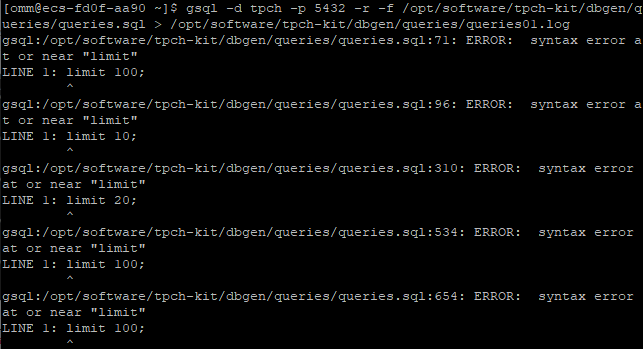 [omm@ecs-fd0f-aa90 ~]$ gsql -d tpch -p 5432 -r -f /opt/software/tpch-kit/dbgen/q
ueries/queries.sql > /opt/software/tpch-kit/dbgen/queries/queries01.log
gsql:/opt/software/tpch-kit/dbgen/queries/queries.sql:71: ERROR:  syntax error a
t or near "limit"
LINE 1: limit 100;
        ^
gsql:/opt/software/tpch-kit/dbgen/queries/queries.sql:96: ERROR:  syntax error a
t or near "limit"
LINE 1: limit 10;
        ^
gsql:/opt/software/tpch-kit/dbgen/queries/queries.sql:310: ERROR:  syntax error
at or near "limit"
LINE 1: limit 20;
        ^
gsql:/opt/software/tpch-kit/dbgen/queries/queries.sql:534: ERROR:  syntax error
at or near "limit"
LINE 1: limit 100;
        ^
gsql:/opt/software/tpch-kit/dbgen/queries/queries.sql:654: ERROR:  syntax error
at or near "limit"
LINE 1: limit 100;
        ^